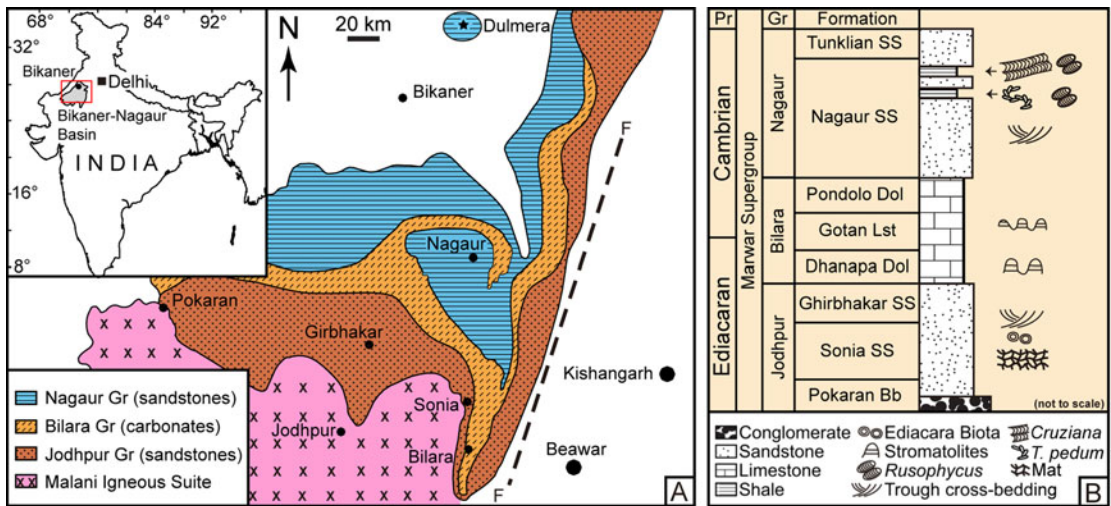 68° 76° 84° 92°
32°
16°
8°
Bikaner
Delhi
Bikaner-Nagaur
Basin
INDIA
N
20 km
Dulmera
Bikaner
F
Nagaur
Pokaran
Girbhakar
Kishangarh
Sonia
Jodhpur
Bilara
Beawar
F
Nagaur Gr (sandstones)
Bilara Gr (carbonates)
Jodhpur Gr (sandstones)
Malani Igneous Suite
A
Pr
Gr
Formation
Cambrian
Ediacaran
Marwar Supergroup
Nagaur
Bilara
Jodhpur
Tunklian SS
Nagaur SS
Pondolo Dol
Gotan Lst
Dhanapa Dol
Ghirbhakar SS
Sonia SS
Pokaran Bb
(not to scale)
Conglomerate
Sandstone
Limestone
Shale
Ediacara Biota
Stromatolites
Rusophycus
Trough cross-bedding
Cruziana
T. pedum
Mat
B